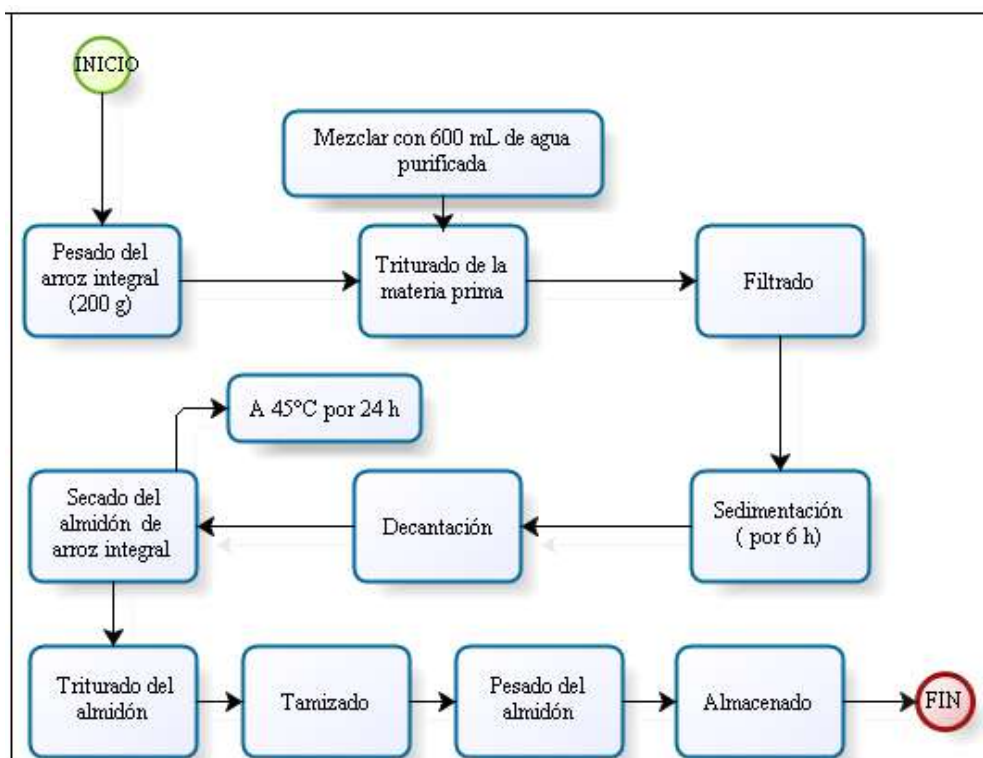 INICIO
Mezclar con 600 mL de agua
purificada
Pesado del
arroz integral
(200 g)
Triturado de la
materia prima
Filtrado
A 45°C por 24 h
Secado del
almidón de
arroz integral
Decantación
Sedimentación
( por 6 h)
Triturado del
almidón
Tamizado
Pesado del
almidón
Almacenado
FIN